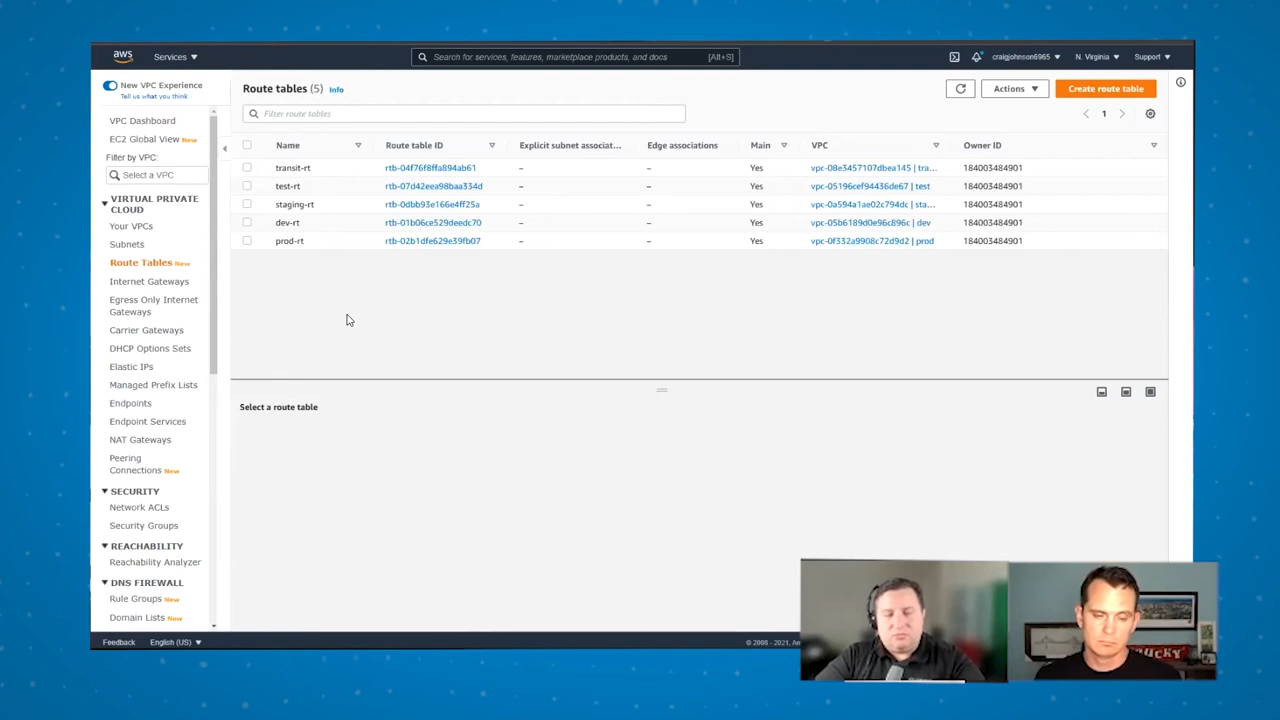 aws
Services
Search for services, features, marketplace products, and docs
[Alt+S]
craigjohnson6965
N. Virginia
Support
New VPC Experience
Tell us what you think
VPC Dashboard
EC2 Global View New
Filter by VPC:
Select a VPC
VIRTUAL PRIVATE
CLOUD
Your VPCs
Subnets
Route Tables New
Internet Gateways
Egress Only Internet
Gateways
Carrier Gateways
DHCP Options Sets
Elastic IPs
Managed Prefix Lists
Endpoints
Endpoint Services
NAT Gateways
Peering
Connections New
SECURITY
Network ACLs
Security Groups
REACHABILITY
Reachability Analyzer
DNS FIREWALL
Rule Groups New
Domain Lists New
Route tables (5) Info
Actions
Create route table
Filter route tables
1
Name Route table ID Explicit subnet associat... Edge associations Main VPC Owner ID
transit-rt rtb-04f76f8ffa894ab61 – – Yes vpc-08e3457107dbea145 | tra... 184003484901
test-rt rtb-07d42eea98baa334d – – Yes vpc-05196cef94436de67 | test 184003484901
staging-rt rtb-0dbb93e166e4ff25a – – Yes vpc-0a594a1ae02c794dc | sta... 184003484901
dev-rt rtb-01b06ce529deedc70 – – Yes vpc-05b6189d0e96c896c | dev 184003484901
prod-rt rtb-02b1dfe629e39fb07 – – Yes vpc-0f332a9908c72d9d2 | prod 184003484901
Select a route table
Feedback
English (US)
© 2008 - 2021, Am